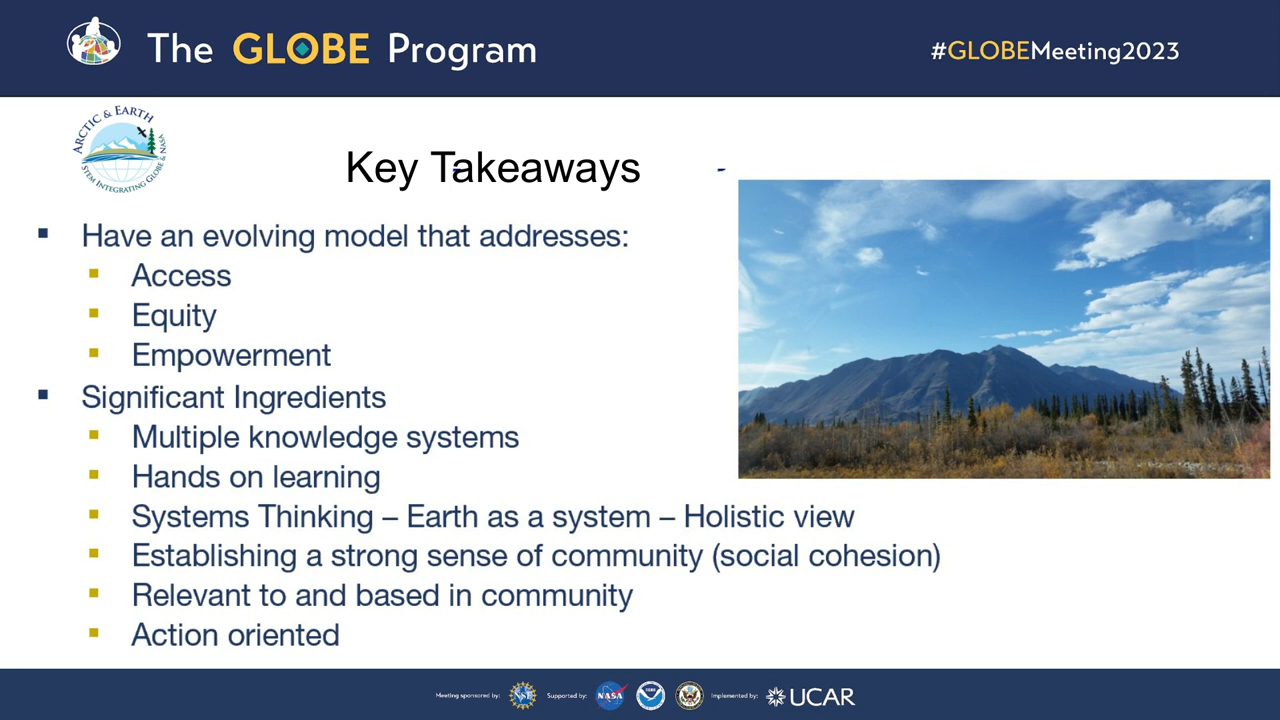 The GLOBE Program
#GLOBEMeeting2023
ARCTIC & EARTH
STEM INTEGRATING GLOBE & NASA
Key Takeaways
Have an evolving model that addresses:
Access
Equity
Empowerment
Significant Ingredients
Multiple knowledge systems
Hands on learning
Systems Thinking – Earth as a system – Holistic view
Establishing a strong sense of community (social cohesion)
Relevant to and based in community
Action oriented
Meeting sponsored by: NSF Supported by: NASA Implemented by: UCAR